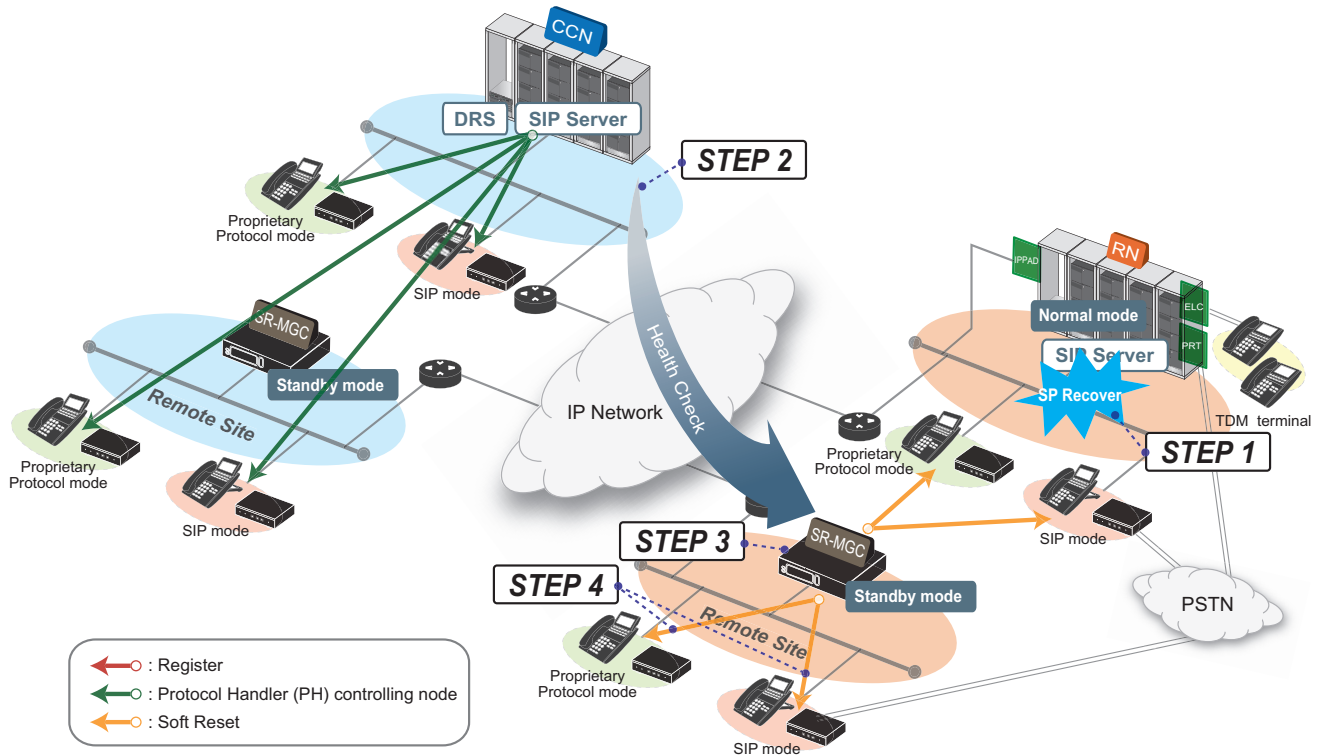 CCN
DRS
SIP Server
STEP 2
Proprietary
Protocol mode
SIP mode
RN
IPPAD
ELC
PRT
Normal mode
SIP Server
SP Recover
TDM terminal
STEP 1
SR-MGC
Standby mode
Remote Site
IP Network
Health Check
Proprietary
Protocol mode
SIP mode
Proprietary
Protocol mode
SIP mode
SR-MGC
STEP 3
STEP 4
Standby mode
Remote Site
PSTN
Proprietary
Protocol mode
SIP mode
: Register
: Protocol Handler (PH) controlling node
: Soft Reset